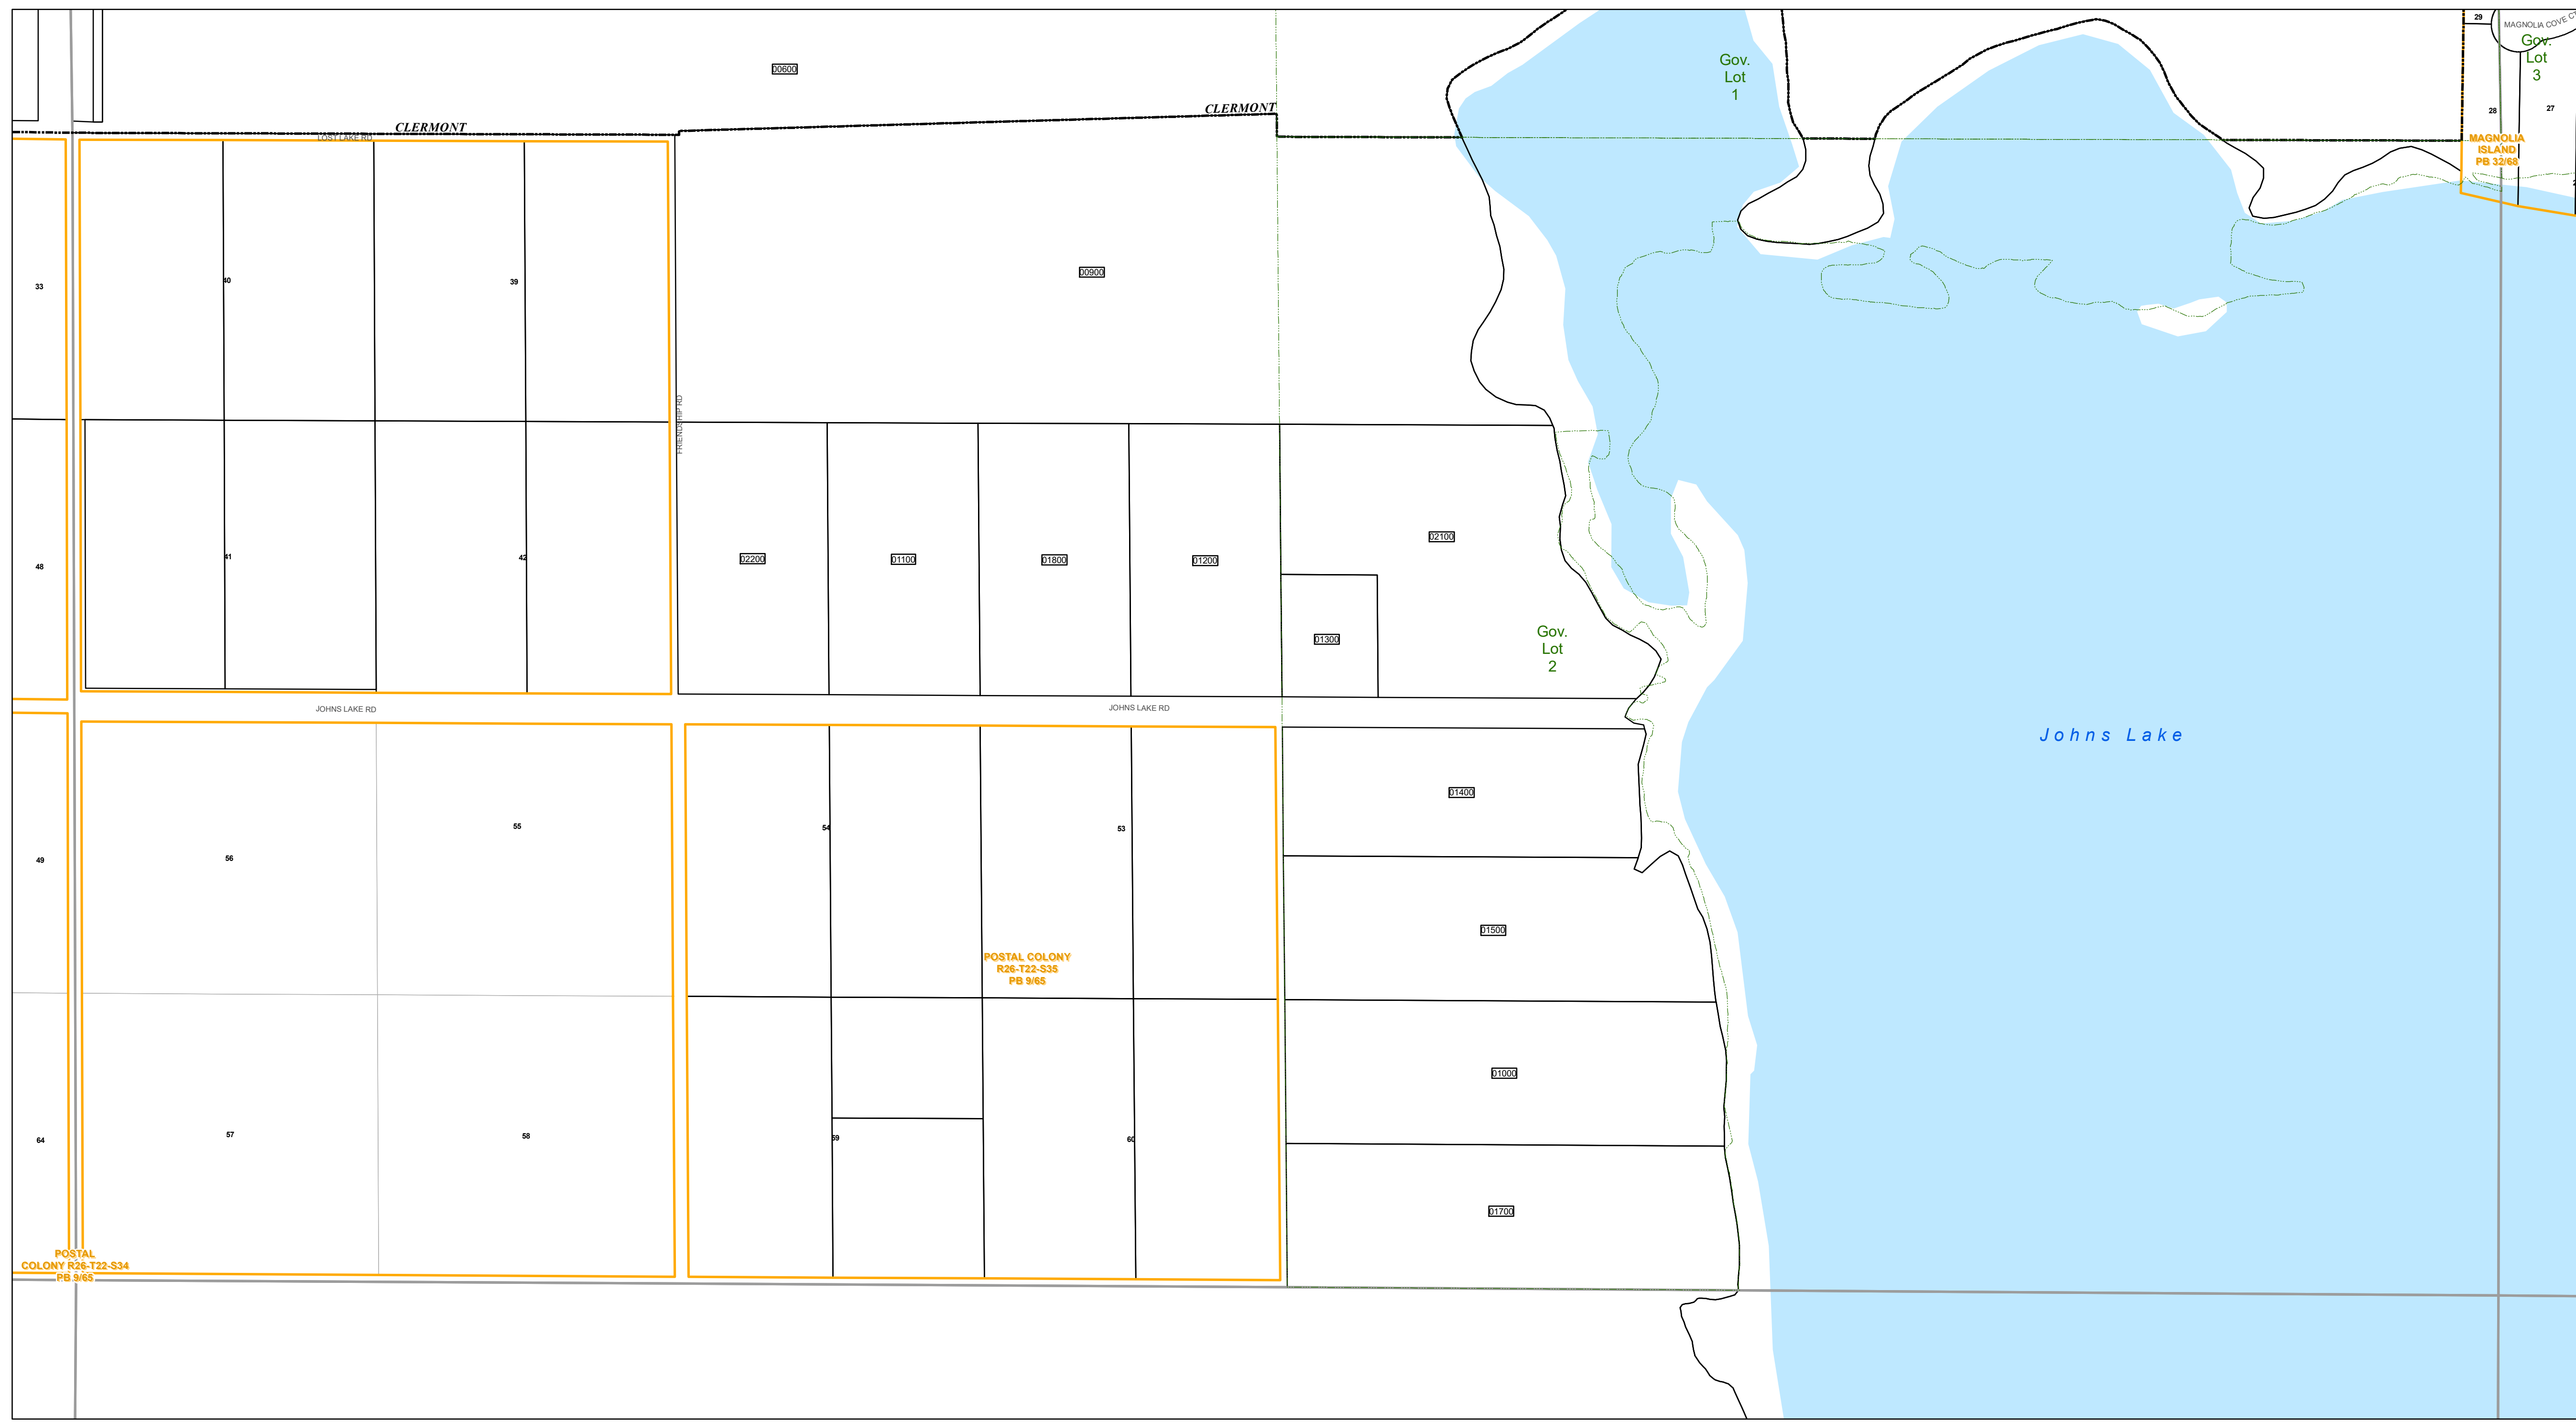 29
MAGNOLIA COVE CT
Gov.
Lot
3
Gov.
Lot
1
00600
CLERMONT
CLERMONT
28
27
LOST LAKE RD
MAGNOLIA
ISLAND
PB 32/68
00900
40
39
33
FRIENDSHIP RD
02100
41
42
02200
01100
01800
01200
48
01300
Gov.
Lot
2
JOHNS LAKE RD
JOHNS LAKE RD
Johns Lake
01400
55
54
53
56
49
01500
POSTAL COLONY
R26-T22-S35
PB 9/65
01000
57
58
59
60
64
01700
POSTAL
COLONY R26-T22-S34
PB 9/65